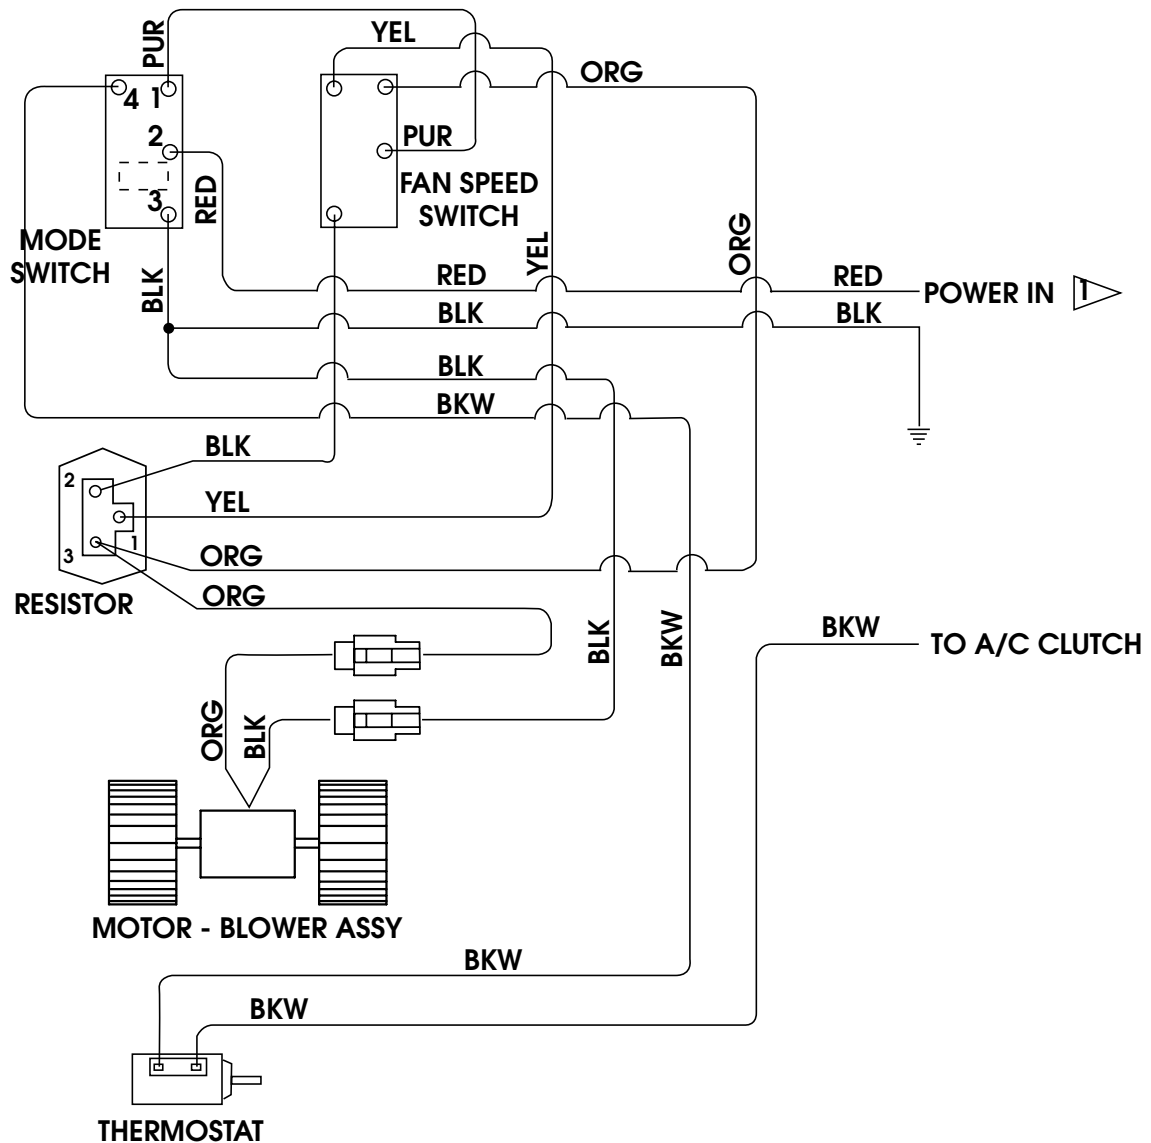 PUR
YEL
ORG
4 1
2
3
PUR
FAN SPEED
SWITCH
RED
MODE
SWITCH
BLK
YEL
ORG
RED
RED
POWER IN
1
BLK
BLK
BLK
BKW
BLK
2
YEL
1
3
ORG
ORG
RESISTOR
BLK
BKW
BKW
TO A/C CLUTCH
ORG
BLK
MOTOR - BLOWER ASSY
BKW
BKW
THERMOSTAT